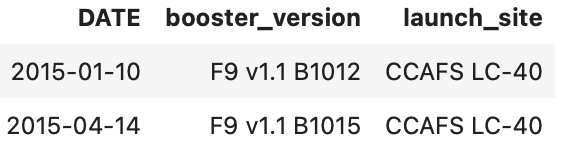 DATE booster_version launch_site
2015-01-10 F9 v1.1 B1012 CCAFS LC-40
2015-04-14 F9 v1.1 B1015 CCAFS LC-40